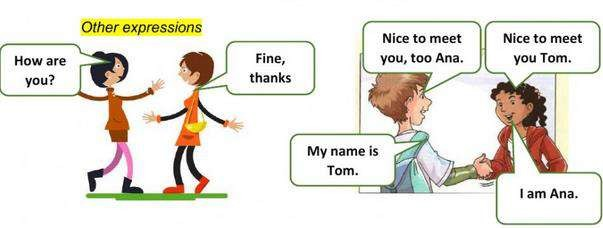 Other expressions
How are
you?
Fine,
thanks
Nice to meet
you, too Ana.
Nice to meet
you Tom.
My name is
Tom.
I am Ana.